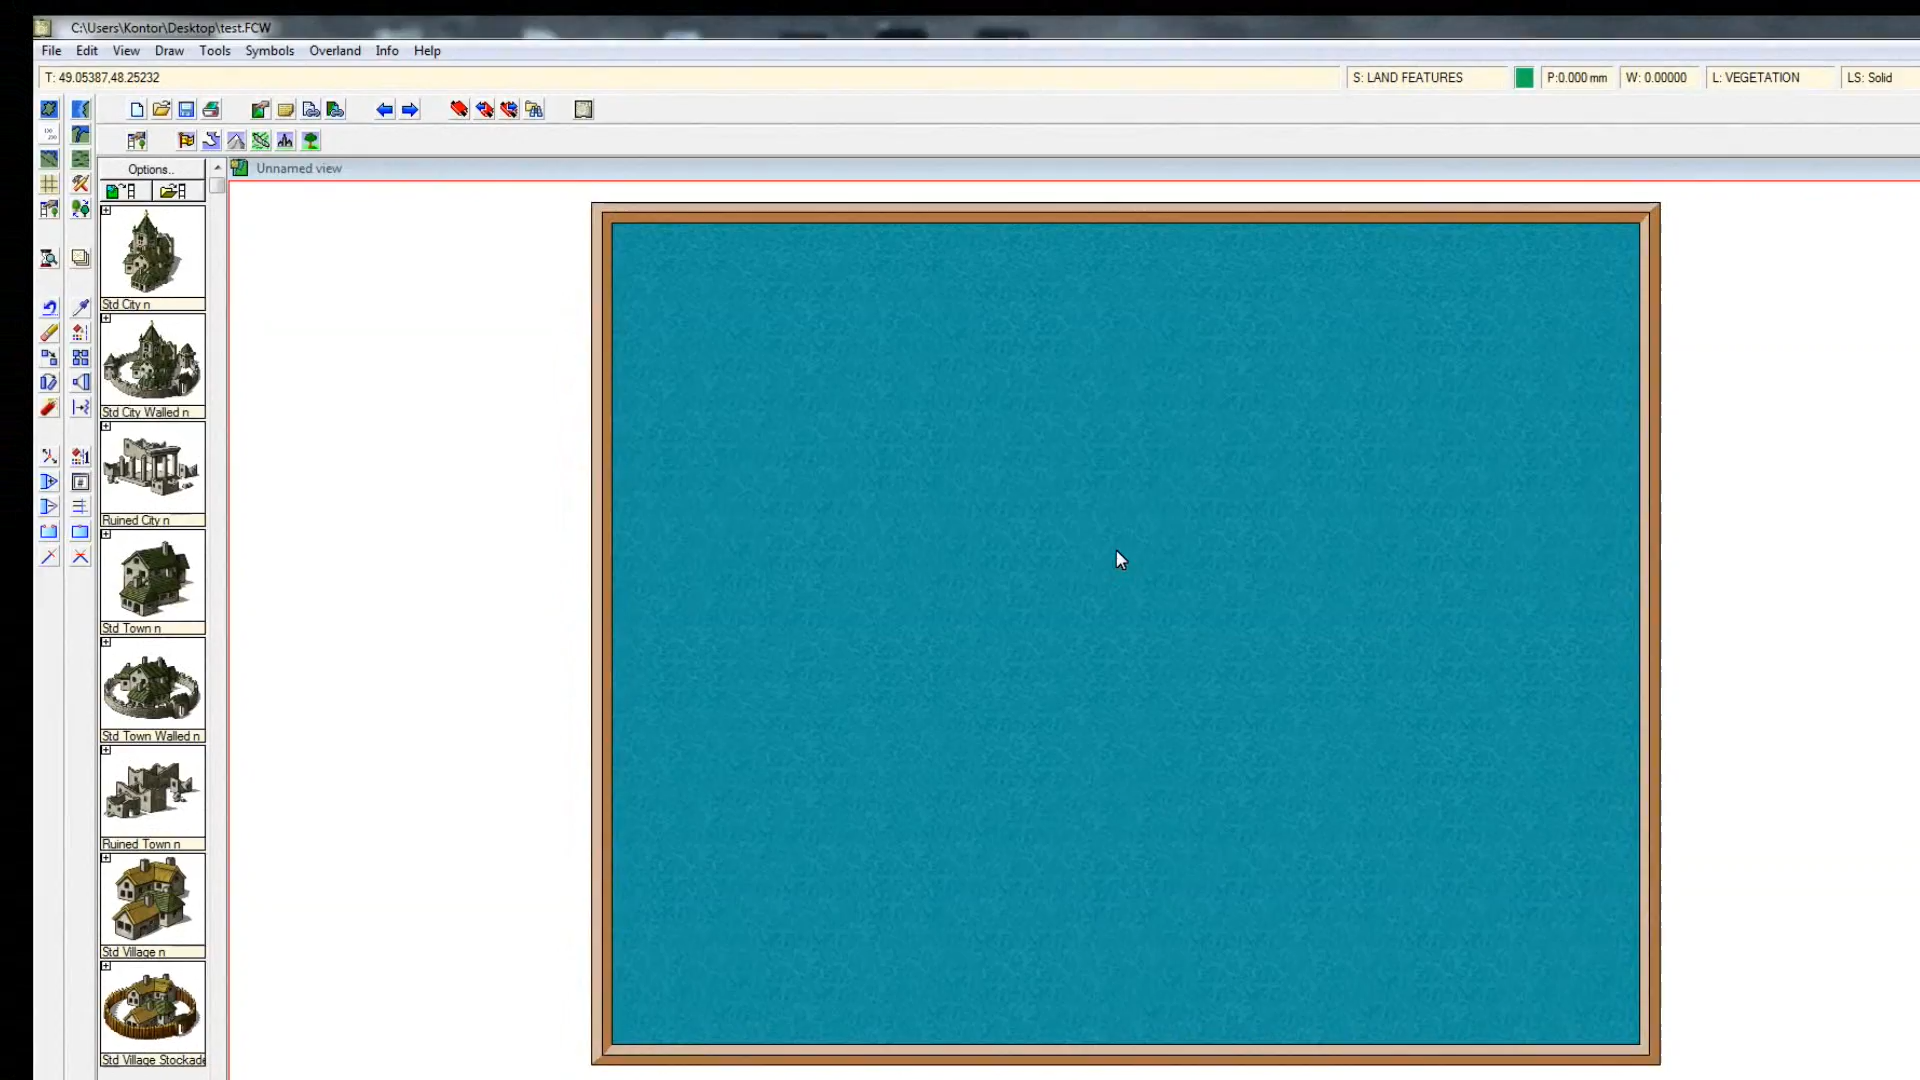 C:\Users\Kontor\Desktop\test.FCW
File Edit View Draw Tools Symbols Overland Info Help
T: 49.05387,48.25232 S: LAND FEATURES P:0.000 mm W: 0.00000 L: VEGETATION LS: Solid
Options..
Unnamed view
Std City n
Std City Walled n
Ruined City n
Std Town n
Std Town Walled n
Ruined Town n
Std Village n
Std Village Stockade